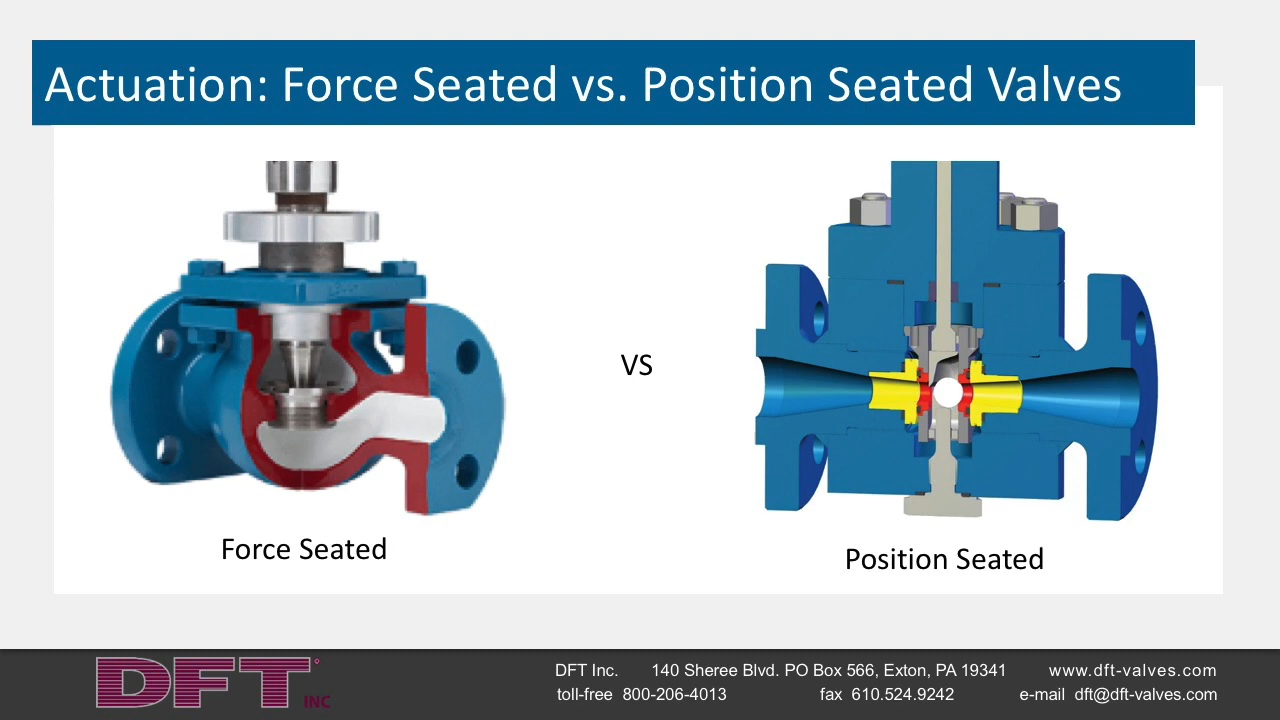 Actuation: Force Seated vs. Position Seated Valves
VS
Force Seated
Position Seated
DFT INC
DFT Inc. 140 Sheree Blvd. PO Box 566, Exton, PA 19341 www.dft-valves.com
toll-free 800-206-4013 fax 610.524.9242 e-mail dft@dft-valves.com